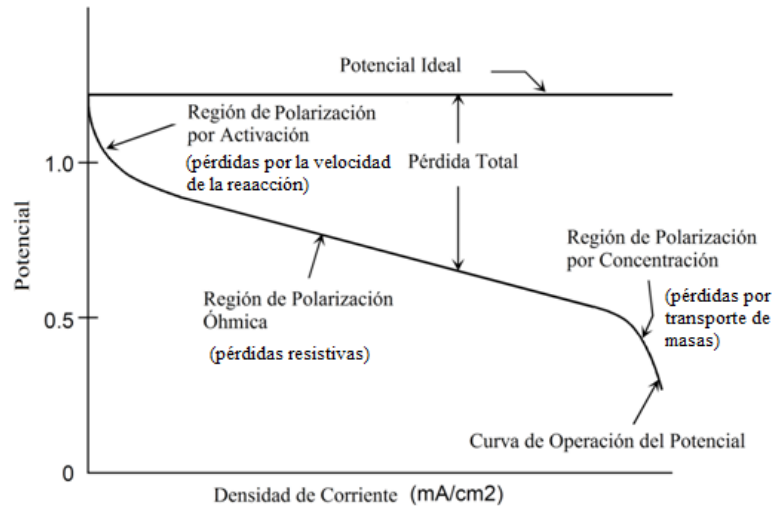 Potencial Ideal
Región de Polarización
por Activación
(pérdidas por la velocidad
de la reaacción)
1.0
Pérdida Total
Potencial
Región de Polarización
por Concentración
(pérdidas por
transporte de
masas)
Región de Polarización
Óhmica
(pérdidas resistivas)
0.5
Curva de Operación del Potencial
0
Densidad de Corriente (mA/cm2)